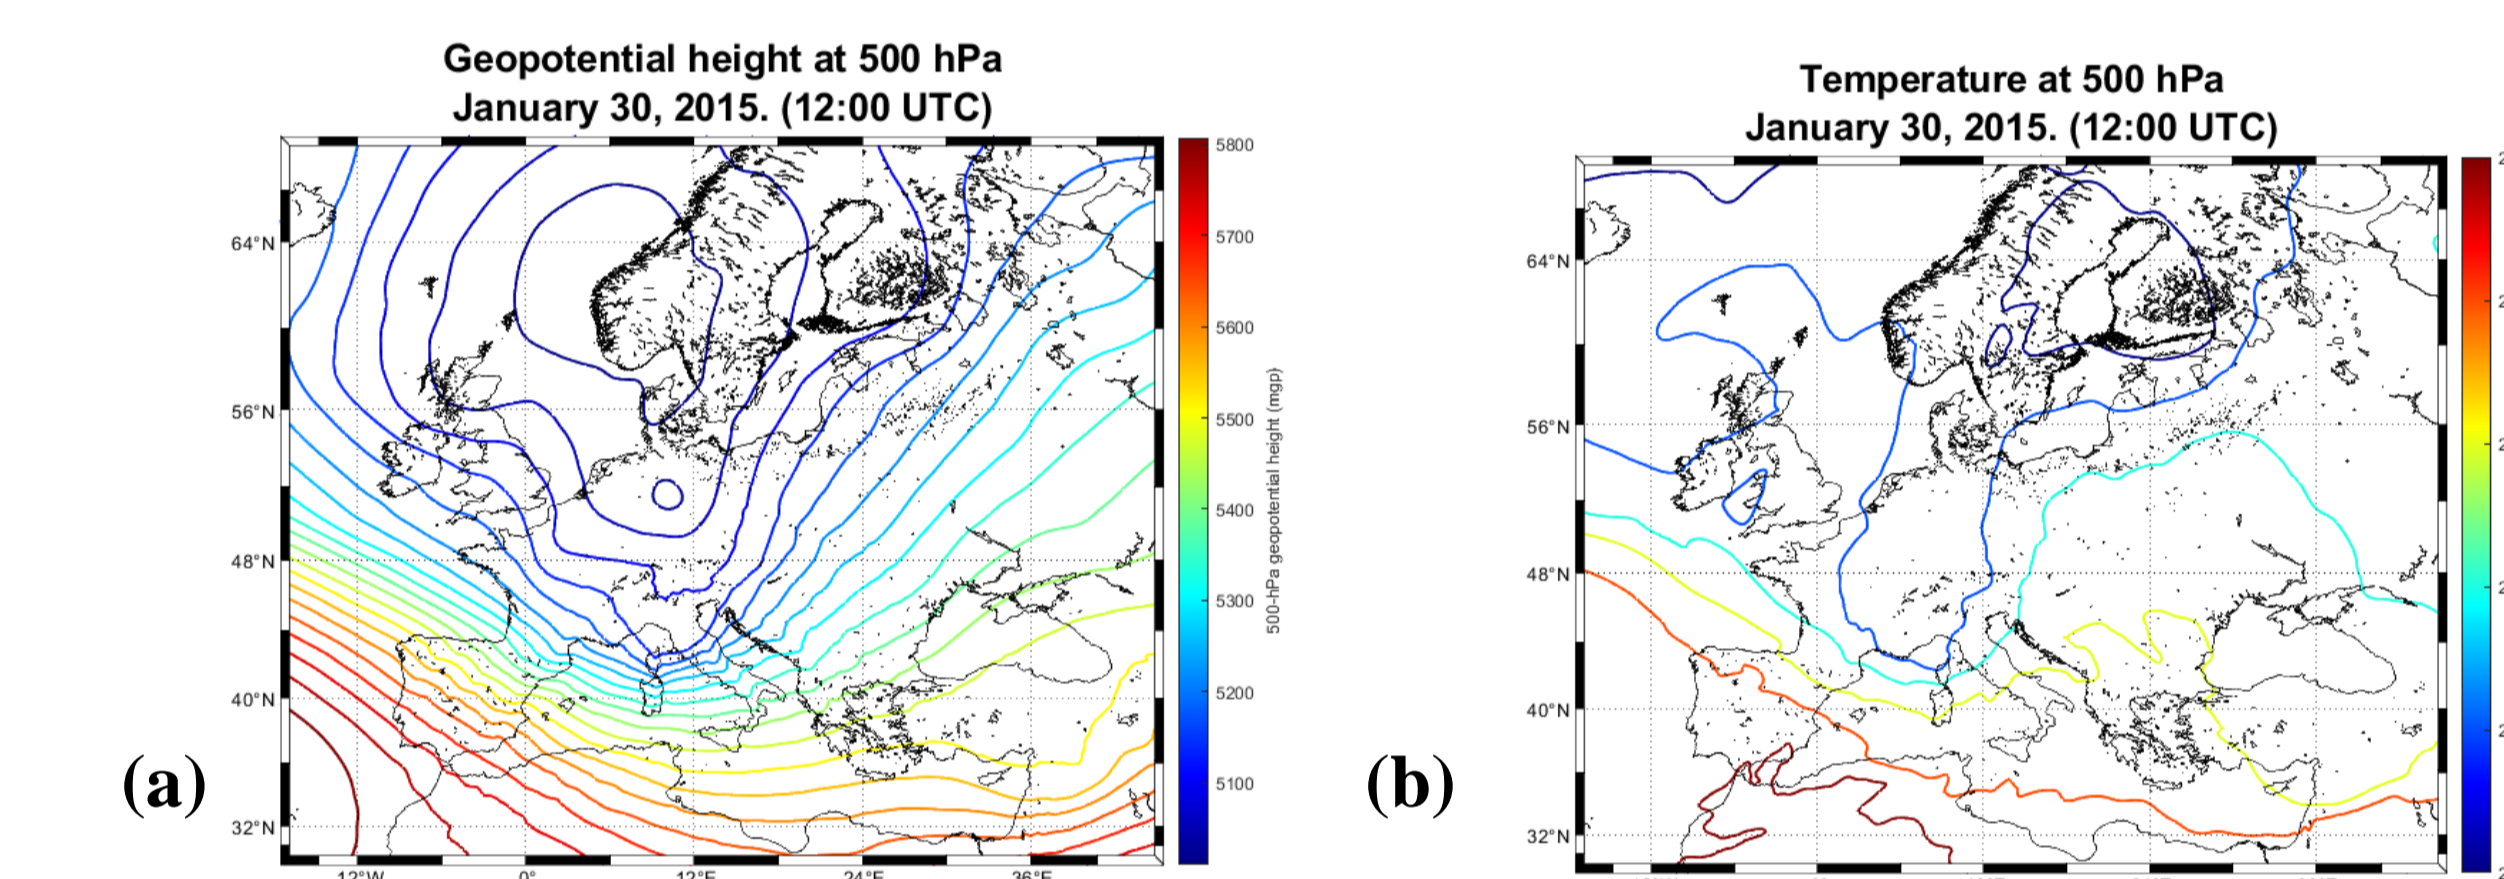 Geopotential height at 500 hPa
January 30, 2015. (12:00 UTC)
64°N
56°N
48°N
40°N
32°N
12°W
0°
12°E
24°E
36°E
5800
5700
5600
5500
5400
5300
5200
5100
500-hPa geopotential height (mgp)
(a)
Temperature at 500 hPa
January 30, 2015. (12:00 UTC)
64°N
56°N
48°N
40°N
32°N
(b)